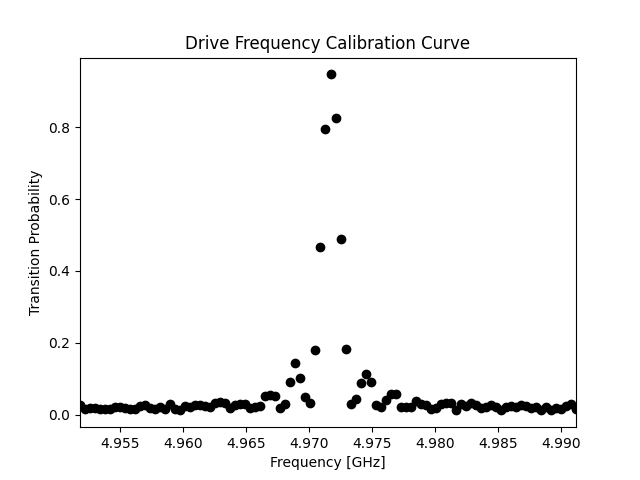 Drive Frequency Calibration Curve
Transition Probability
0.8
0.6
0.4
0.2
0.0
4.955 4.960 4.965 4.970 4.975 4.980 4.985 4.990
Frequency [GHz]